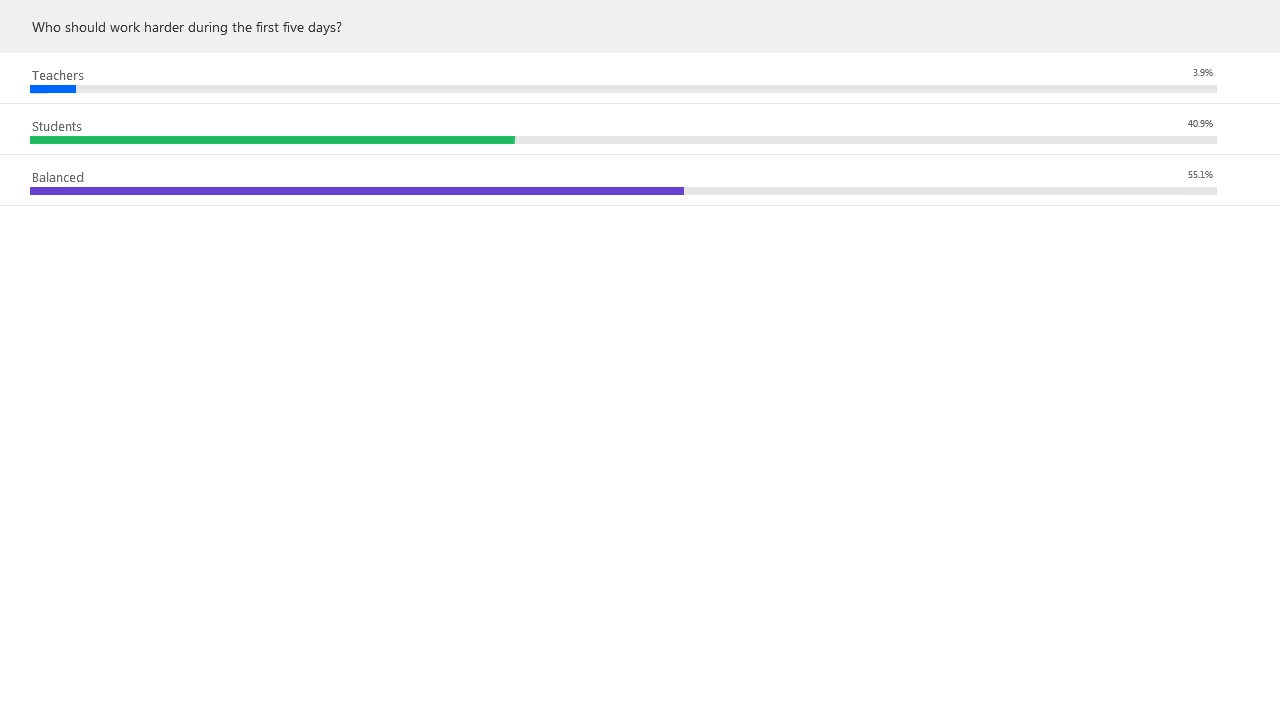 Who should work harder during the first five days?
Teachers
3.9%
Students
40.9%
Balanced
55.1%